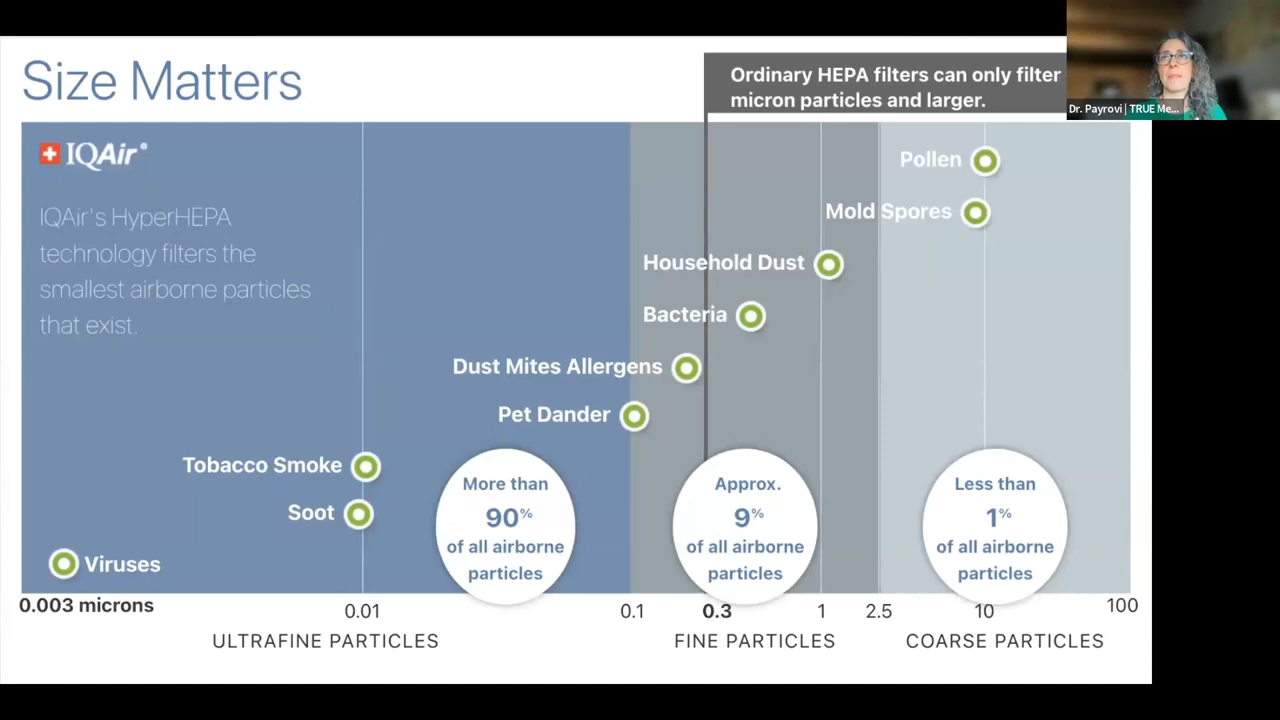 Size Matters
Ordinary HEPA filters can only filter
micron particles and larger.
Dr. Payrovi | TRUE Me...
IQAir®
IQAir's HyperHEPA
technology filters the
smallest airborne particles
that exist.
Pollen
Mold Spores
Household Dust
Bacteria
Dust Mites Allergens
Pet Dander
Tobacco Smoke
Soot
Viruses
More than
90%
of all airborne
particles
Approx.
9%
of all airborne
particles
Less than
1%
of all airborne
particles
0.003 microns
0.01
0.1
0.3
1
2.5
10
100
ULTRAFINE PARTICLES
FINE PARTICLES
COARSE PARTICLES